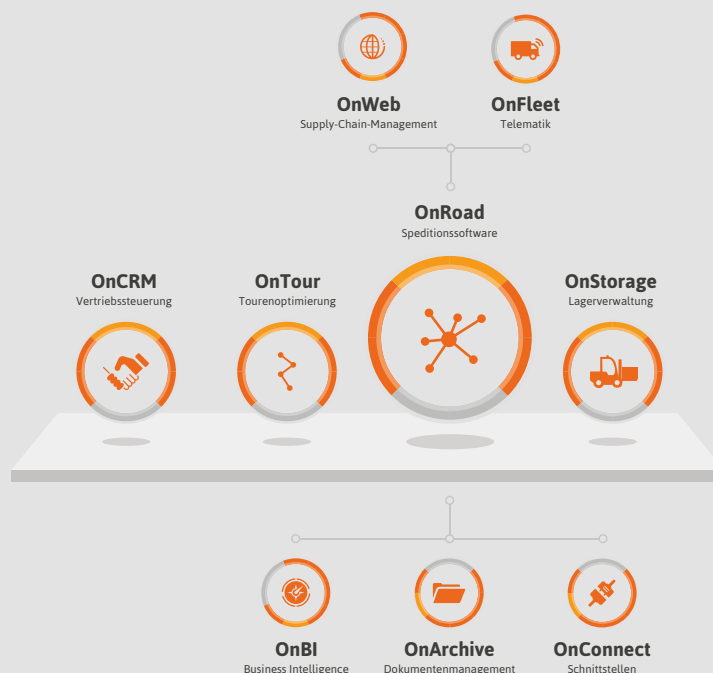 OnWeb
Supply-Chain-Management
OnFleet
Telematik
OnRoad
Speditionssoftware
OnCRM
Vertriebssteuerung
OnTour
Tourenoptimierung
OnStorage
Lagerverwaltung
OnBI
Business Intelligence
OnArchive
Dokumentenmanagement
OnConnect
Schnittstellen